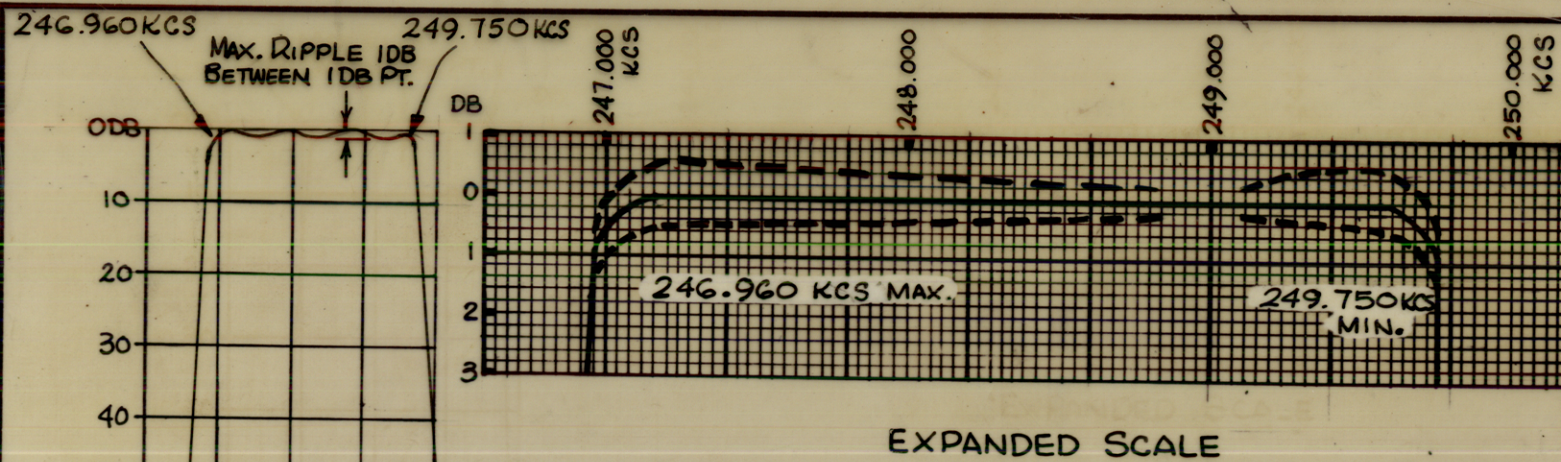 246.960KCS
249.750KCS
MAX. RIPPLE 1DB
BETWEEN 1DB PT.
0DB
10
20
30
40
DB
1
0
1
2
3
247.000
KCS
248.000
249.000
250.000
KCS
246.960 KCS MAX.
249.750KCS
MIN.
EXPANDED SCALE